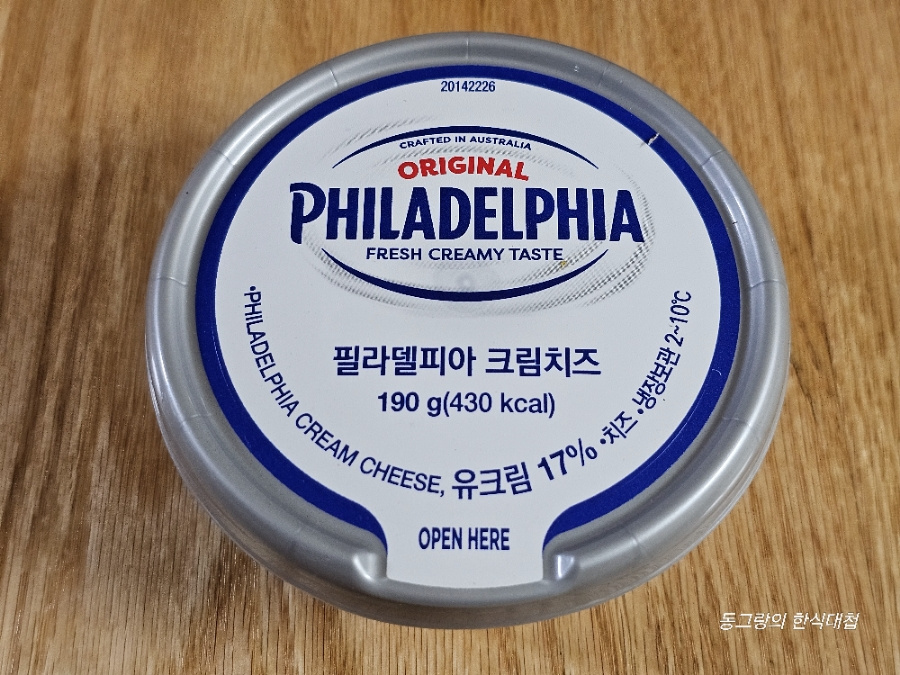 20142226
CRAFTED IN AUSTRALIA
ORIGINAL
PHILADELPHIA
FRESH CREAMY TASTE
필라델피아 크림치즈
190 g(430 kcal)
•PHILADELPHIA CREAM CHEESE, 유크림 17% •치즈 •냉장보관 2~10℃
OPEN HERE
동그랑의 한식대첩